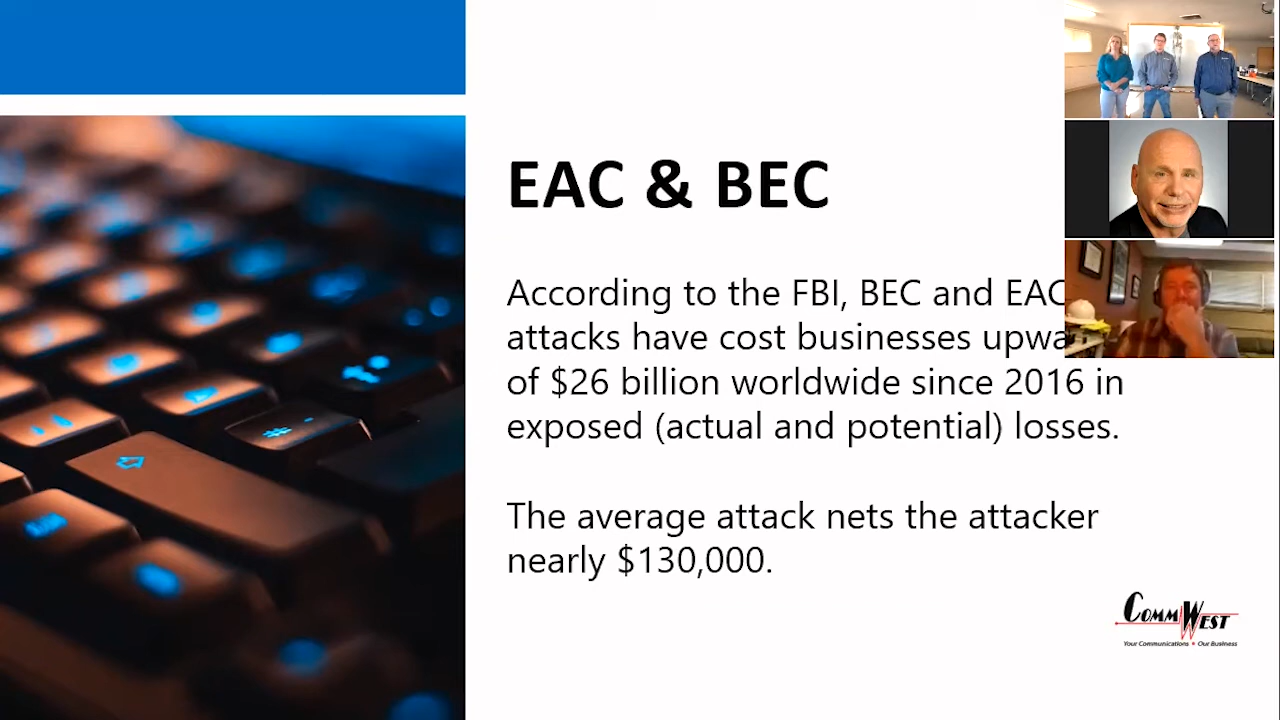 EAC & BEC
According to the FBI, BEC and EAC
attacks have cost businesses upwa
of $26 billion worldwide since 2016 in
exposed (actual and potential) losses.
The average attack nets the attacker
nearly $130,000.
COMMWEST
Your Communications • Our Business